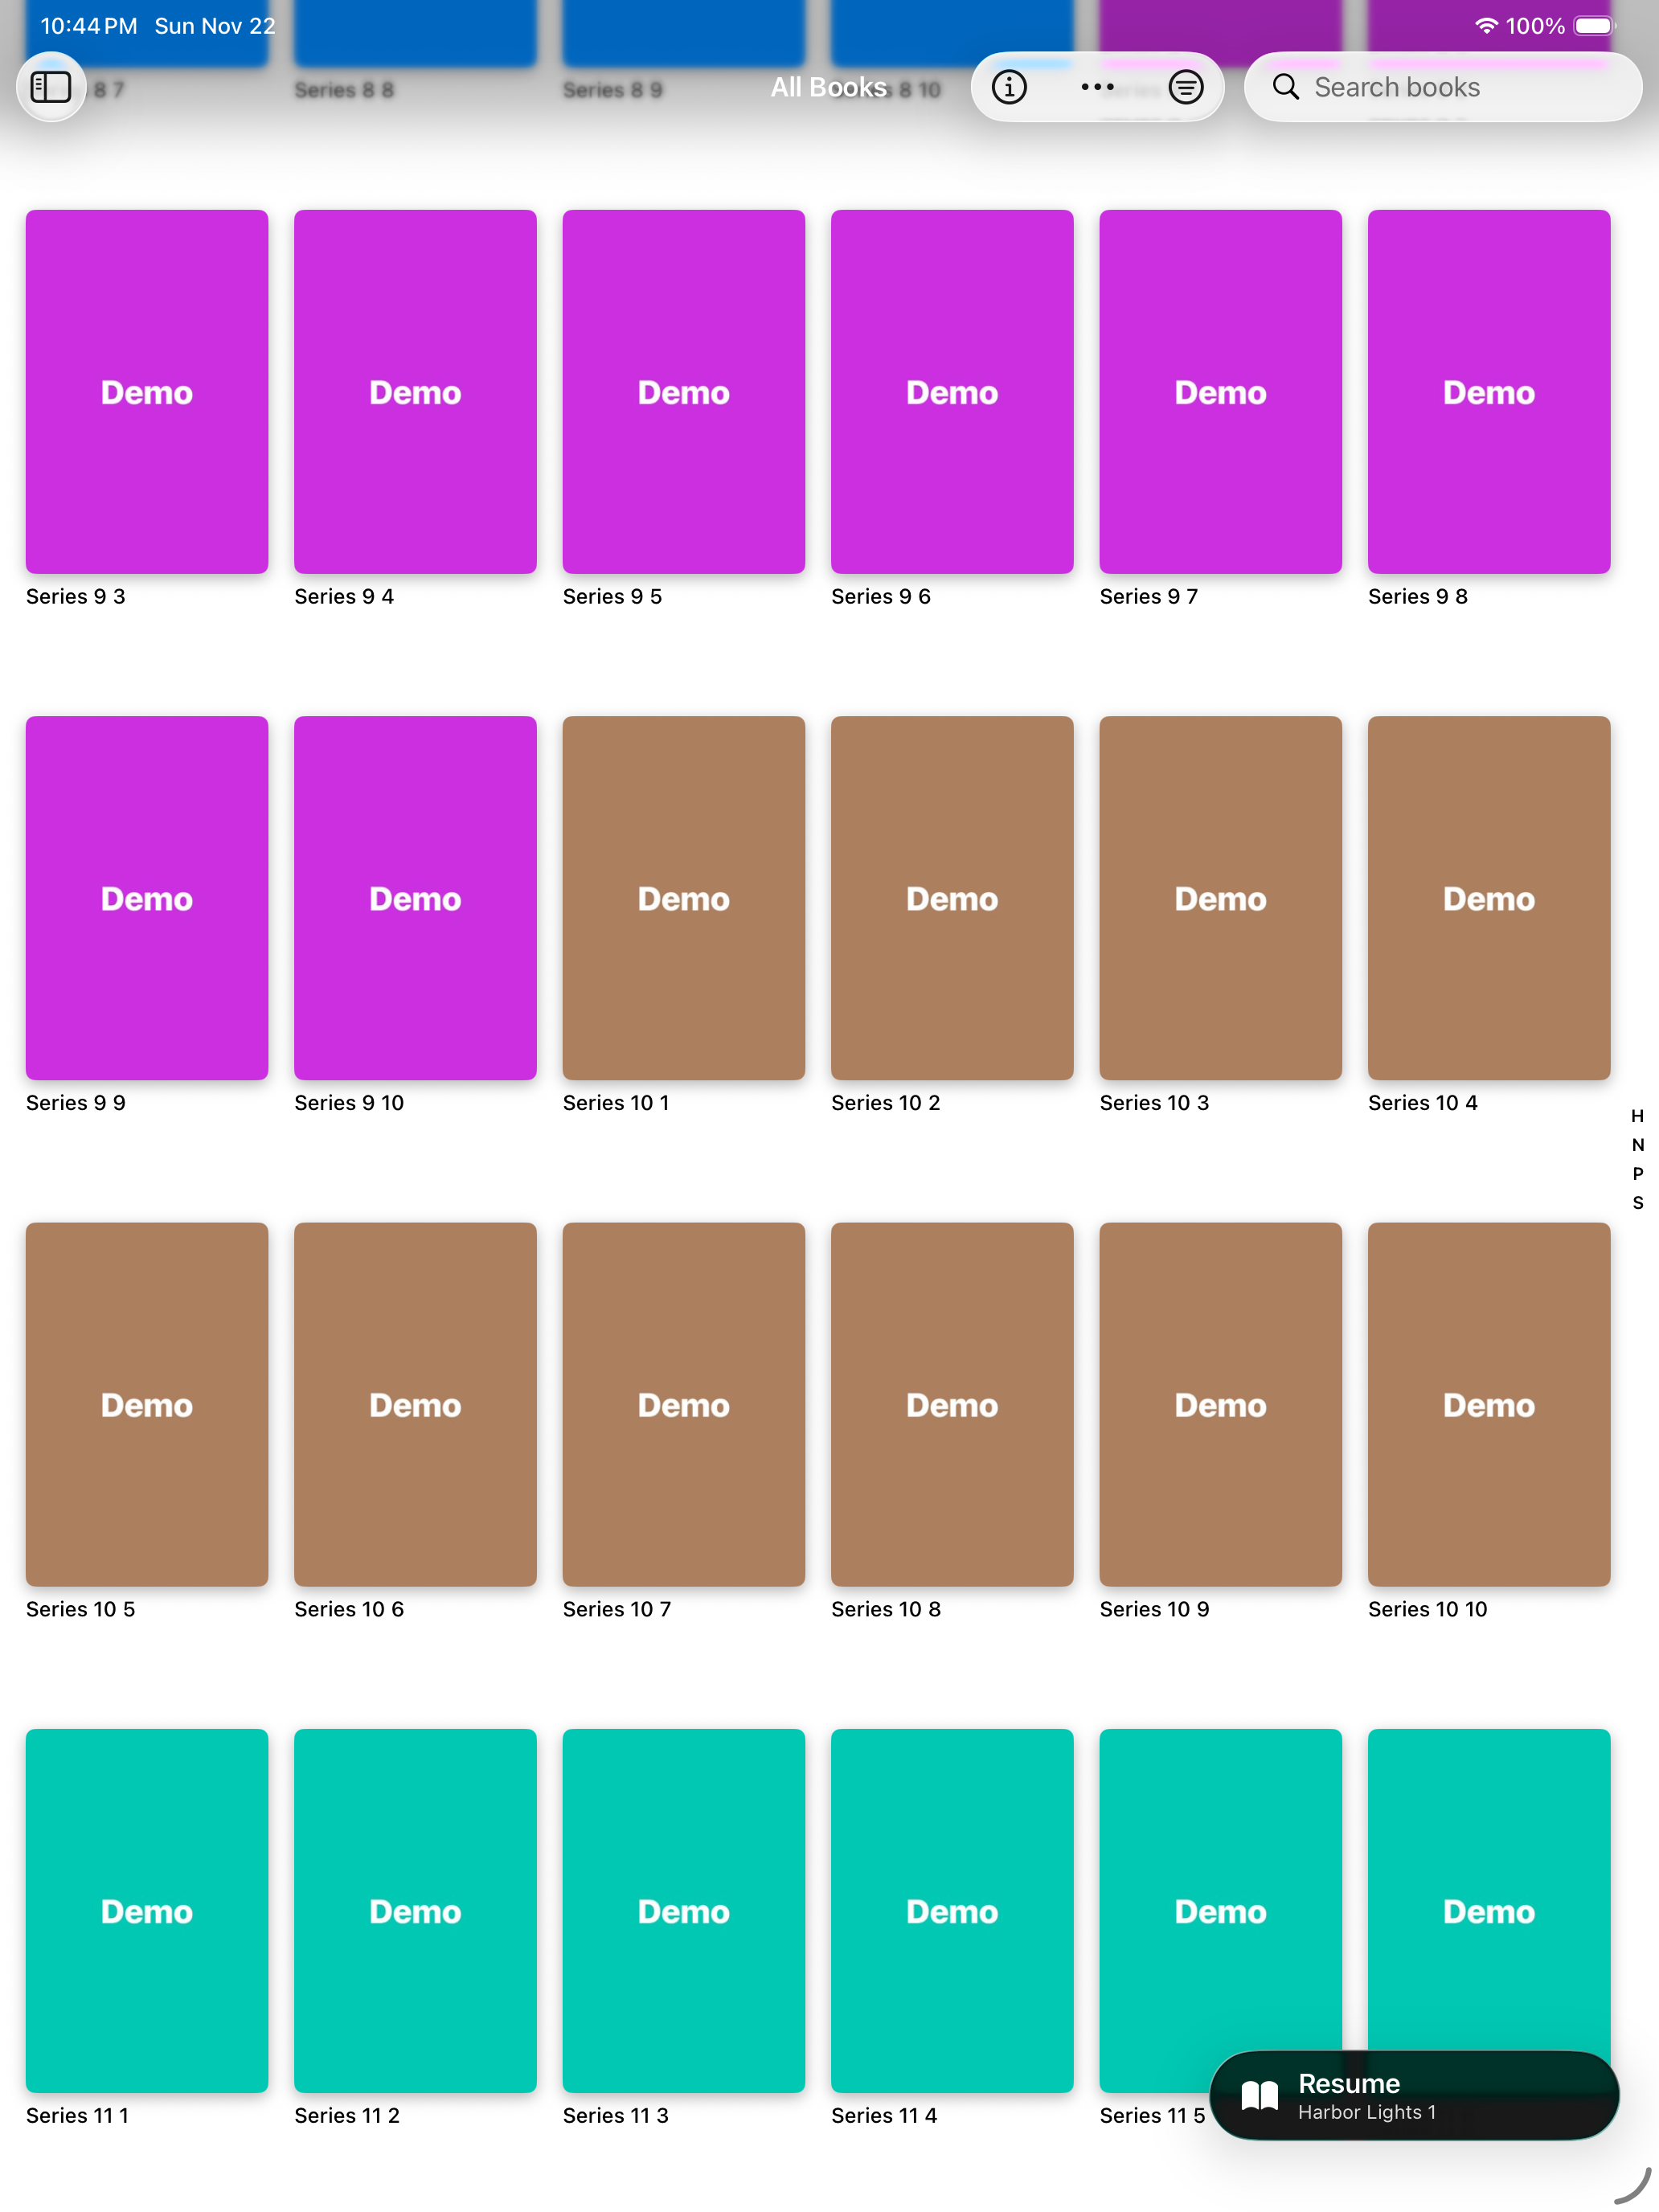 10:44 PM Sun Nov 22
100%
8 7
Series 8 8
Series 8 9
8 10
All Books
Search books
Demo
Demo
Demo
Demo
Demo
Demo
Series 9 3
Series 9 4
Series 9 5
Series 9 6
Series 9 7
Series 9 8
Demo
Demo
Demo
Demo
Demo
Demo
Series 9 9
Series 9 10
Series 10 1
Series 10 2
Series 10 3
Series 10 4
H
N
P
S
Demo
Demo
Demo
Demo
Demo
Demo
Series 10 5
Series 10 6
Series 10 7
Series 10 8
Series 10 9
Series 10 10
Demo
Demo
Demo
Demo
Demo
Demo
Series 11 1
Series 11 2
Series 11 3
Series 11 4
Series 11 5
Resume
Harbor Lights 1